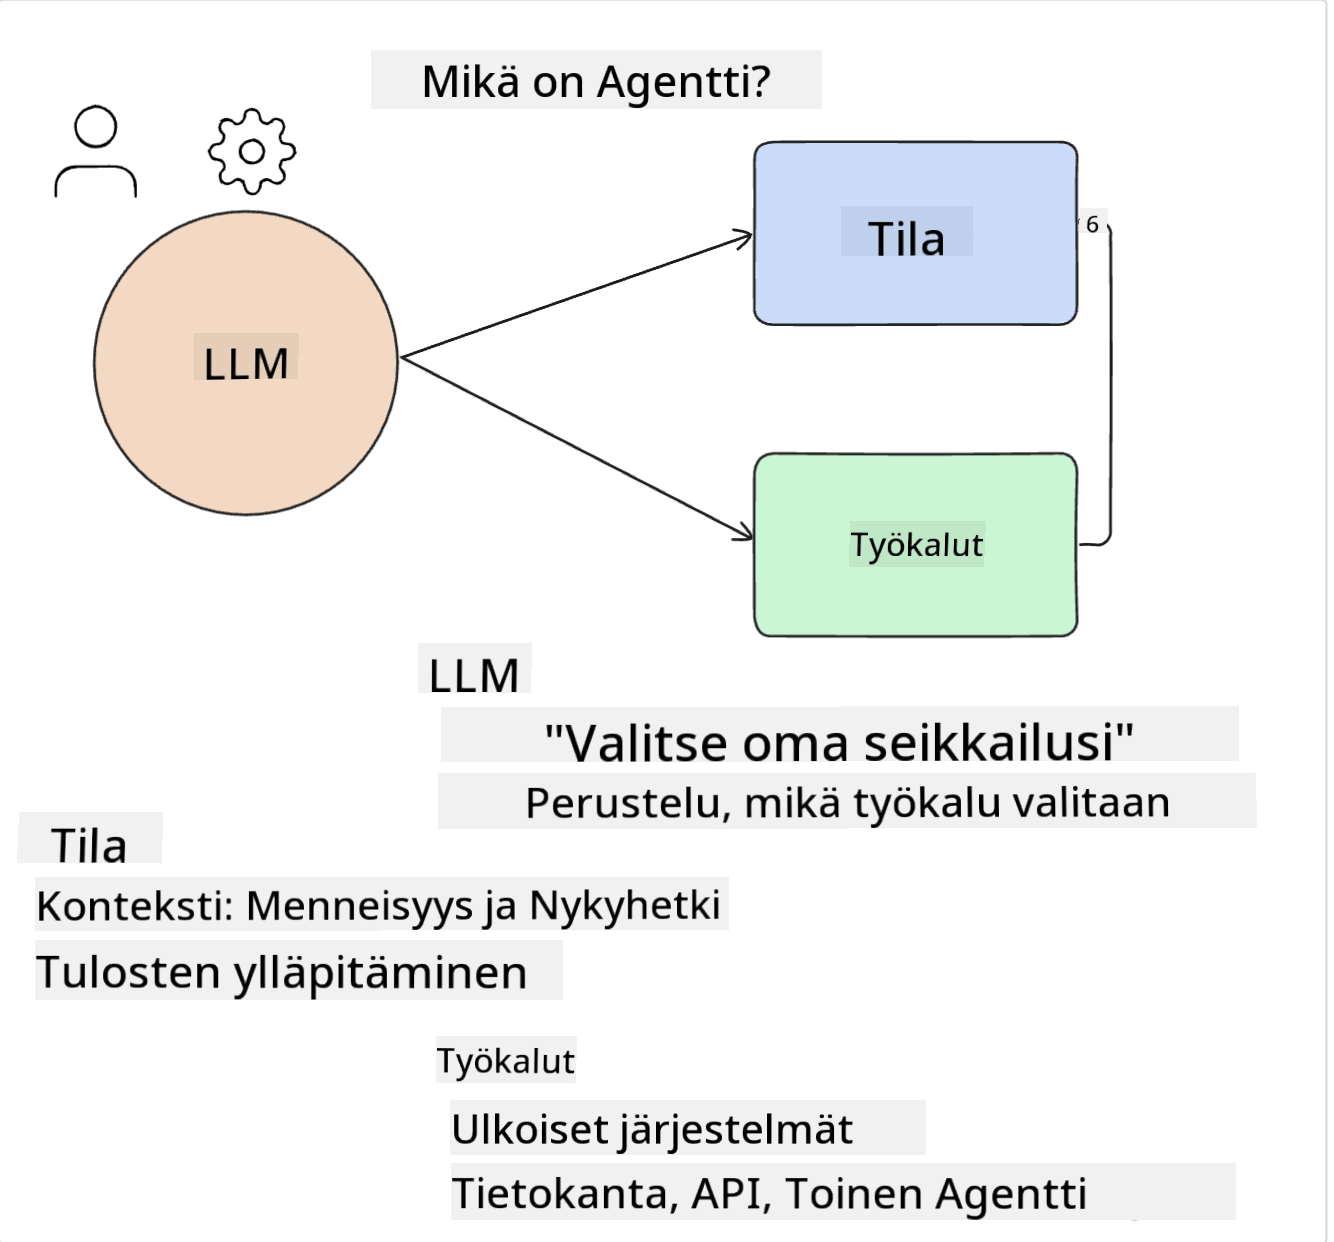 Mikä on Agentti?
LLM
Tila
6
Työkalut
LLM
"Valitse oma seikkailusi"
Perustelu, mikä työkalu valitaan
Tila
Konteksti: Menneisyys ja Nykyhetki
Tulosten ylläpitäminen
Työkalut
Ulkoiset järjestelmät
Tietokanta, API, Toinen Agentti